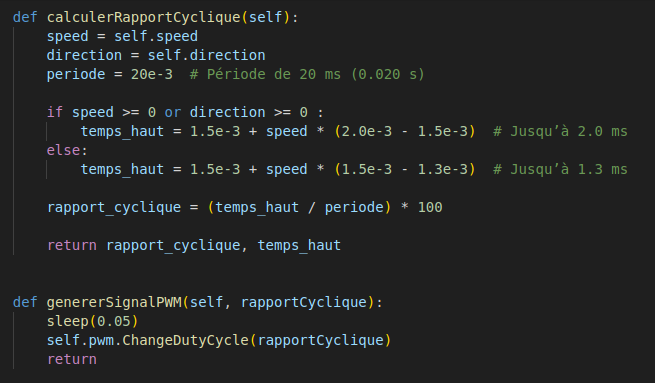 def calculerRapportCyclique(self):
    speed = self.speed
    direction = self.direction
    periode = 20e-3  # Période de 20 ms (0.020 s)

    if speed >= 0 or direction >= 0 :
        temps_haut = 1.5e-3 + speed * (2.0e-3 - 1.5e-3)  # Jusqu’à 2.0 ms
    else:
        temps_haut = 1.5e-3 + speed * (1.5e-3 - 1.3e-3)  # Jusqu’à 1.3 ms

    rapport_cyclique = (temps_haut / periode) * 100

    return rapport_cyclique, temps_haut


def genererSignalPWM(self, rapportCyclique):
    sleep(0.05)
    self.pwm.ChangeDutyCycle(rapportCyclique)
    return